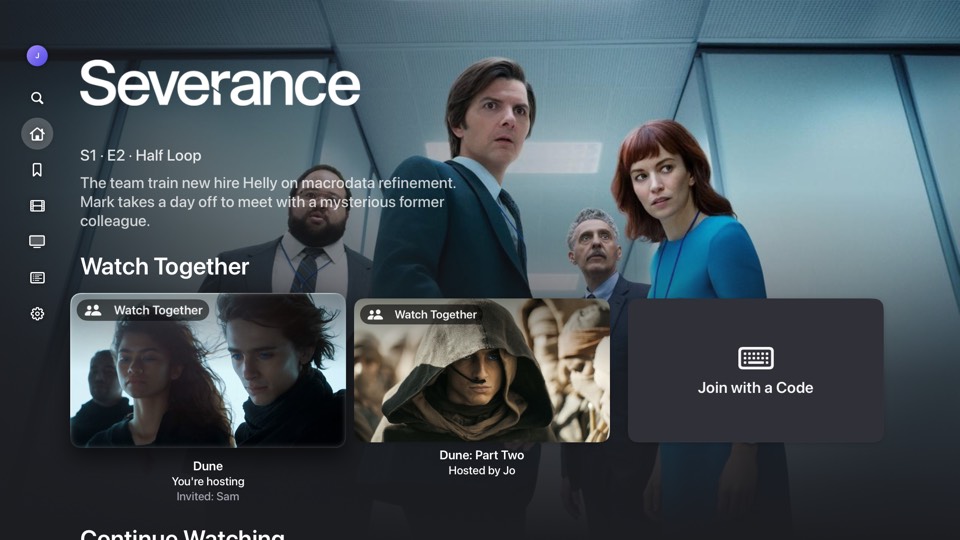 J
Severance
S1 · E2 · Half Loop
The team train new hire Helly on macrodata refinement.
Mark takes a day off to meet with a mysterious former
colleague.
Watch Together
Watch Together
Watch Together
Join with a Code
Dune
You're hosting
Invited: Sam
Dune: Part Two
Hosted by Jo
Continue Watching